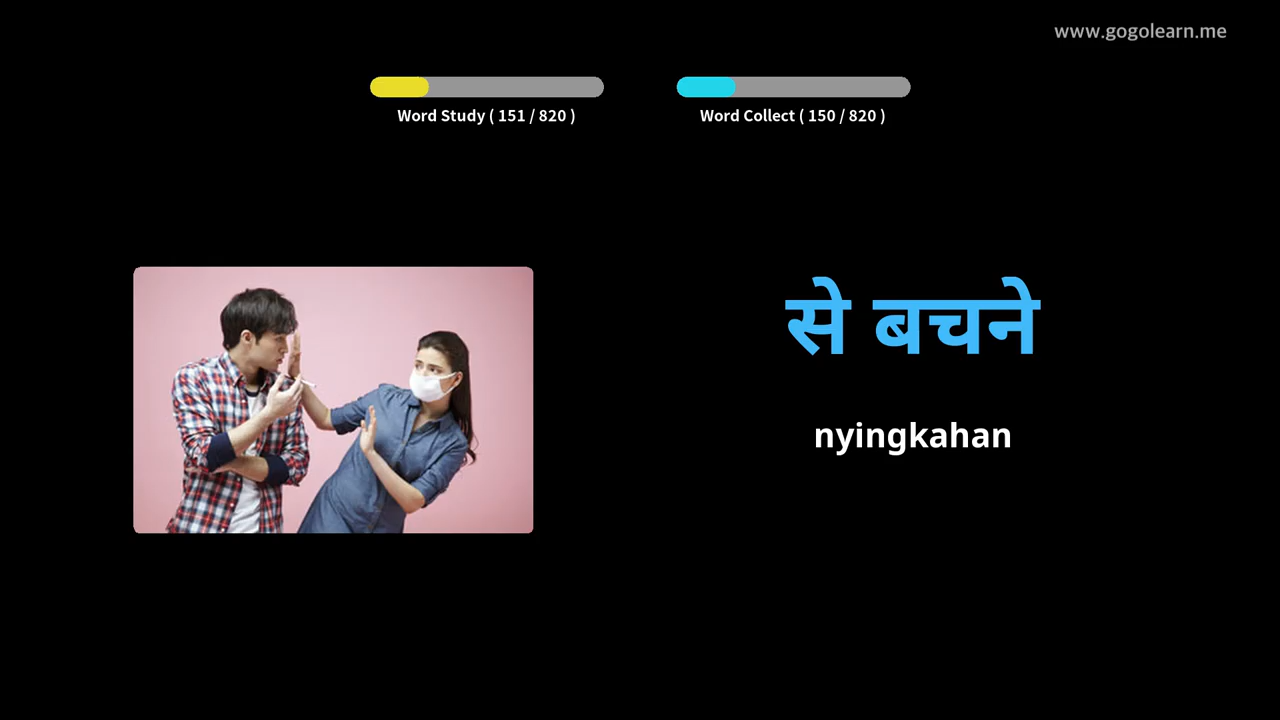 www.gogolearn.me
Word Study ( 151 / 820 )
Word Collect ( 150 / 820 )
से बचने
nyingkahan